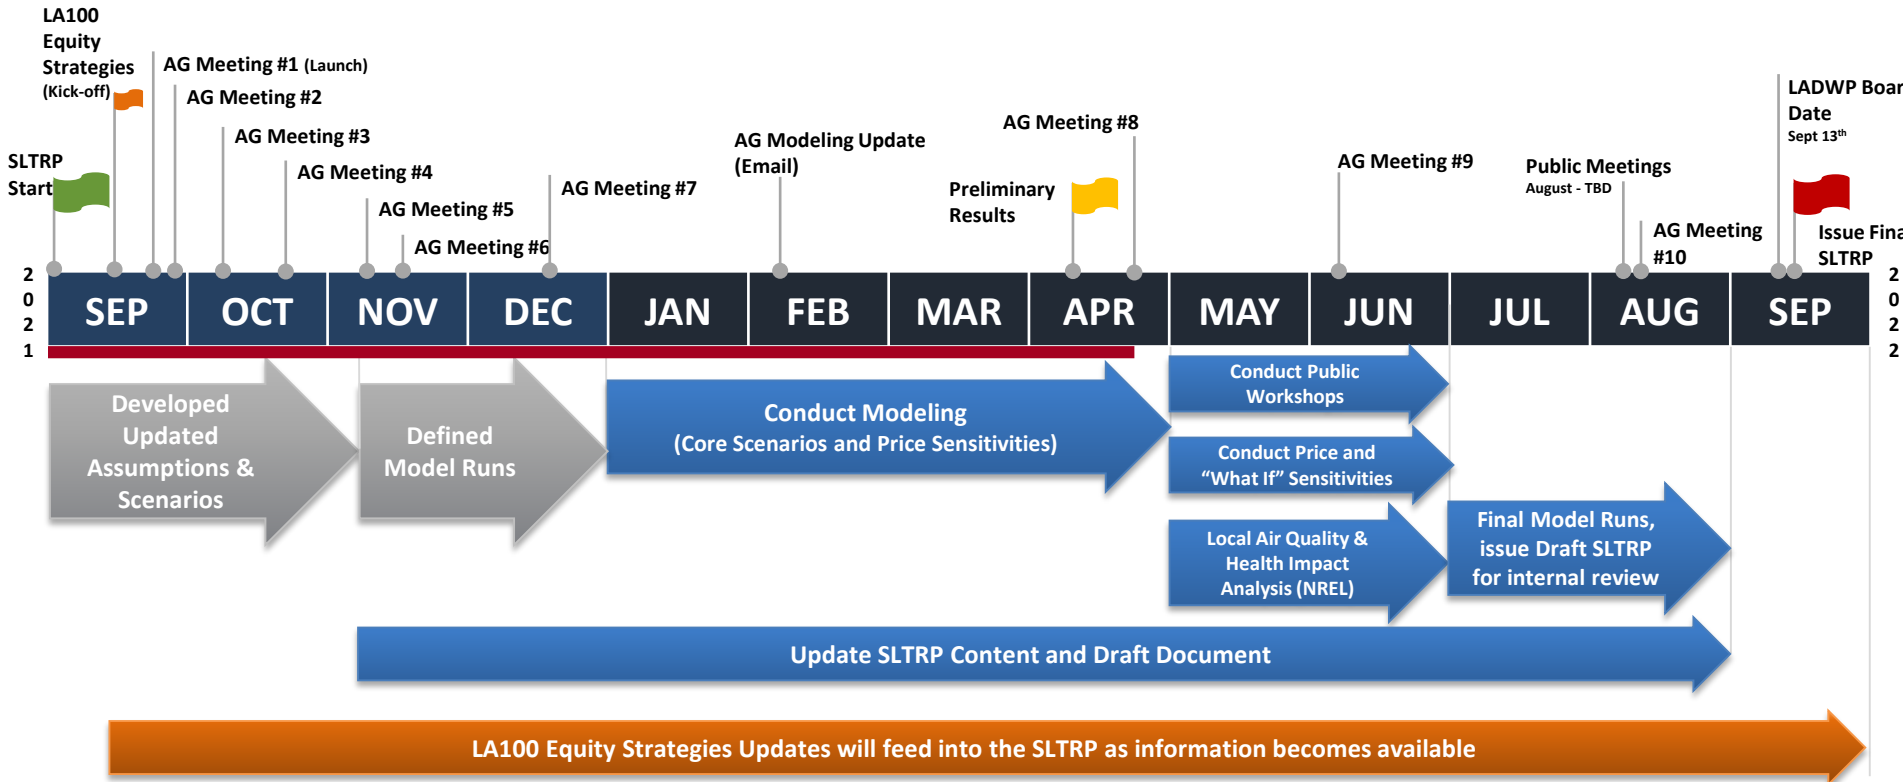 LA100
Equity
Strategies
(Kick-off)
AG Meeting #1 (Launch)
AG Meeting #2
AG Meeting #3
AG Meeting #4
SLTRP
Start
AG Meeting #5
AG Meeting #6
AG Meeting #7
AG Modeling Update
(Email)
Preliminary
Results
AG Meeting #8
AG Meeting #9
Public Meetings
August - TBD
AG Meeting
#10
LADWP Boar
Date
Sept 13th
Issue Fina
SLTRP
2
0
2
1
SEP
OCT
NOV
DEC
JAN
FEB
MAR
APR
MAY
JUN
JUL
AUG
SEP
2
0
2
2
Developed
Updated
Assumptions &
Scenarios
Defined
Model Runs
Conduct Modeling
(Core Scenarios and Price Sensitivities)
Conduct Public
Workshops
Conduct Price and
“What If” Sensitivities
Local Air Quality &
Health Impact
Analysis (NREL)
Final Model Runs,
issue Draft SLTRP
for internal review
Update SLTRP Content and Draft Document
LA100 Equity Strategies Updates will feed into the SLTRP as information becomes available